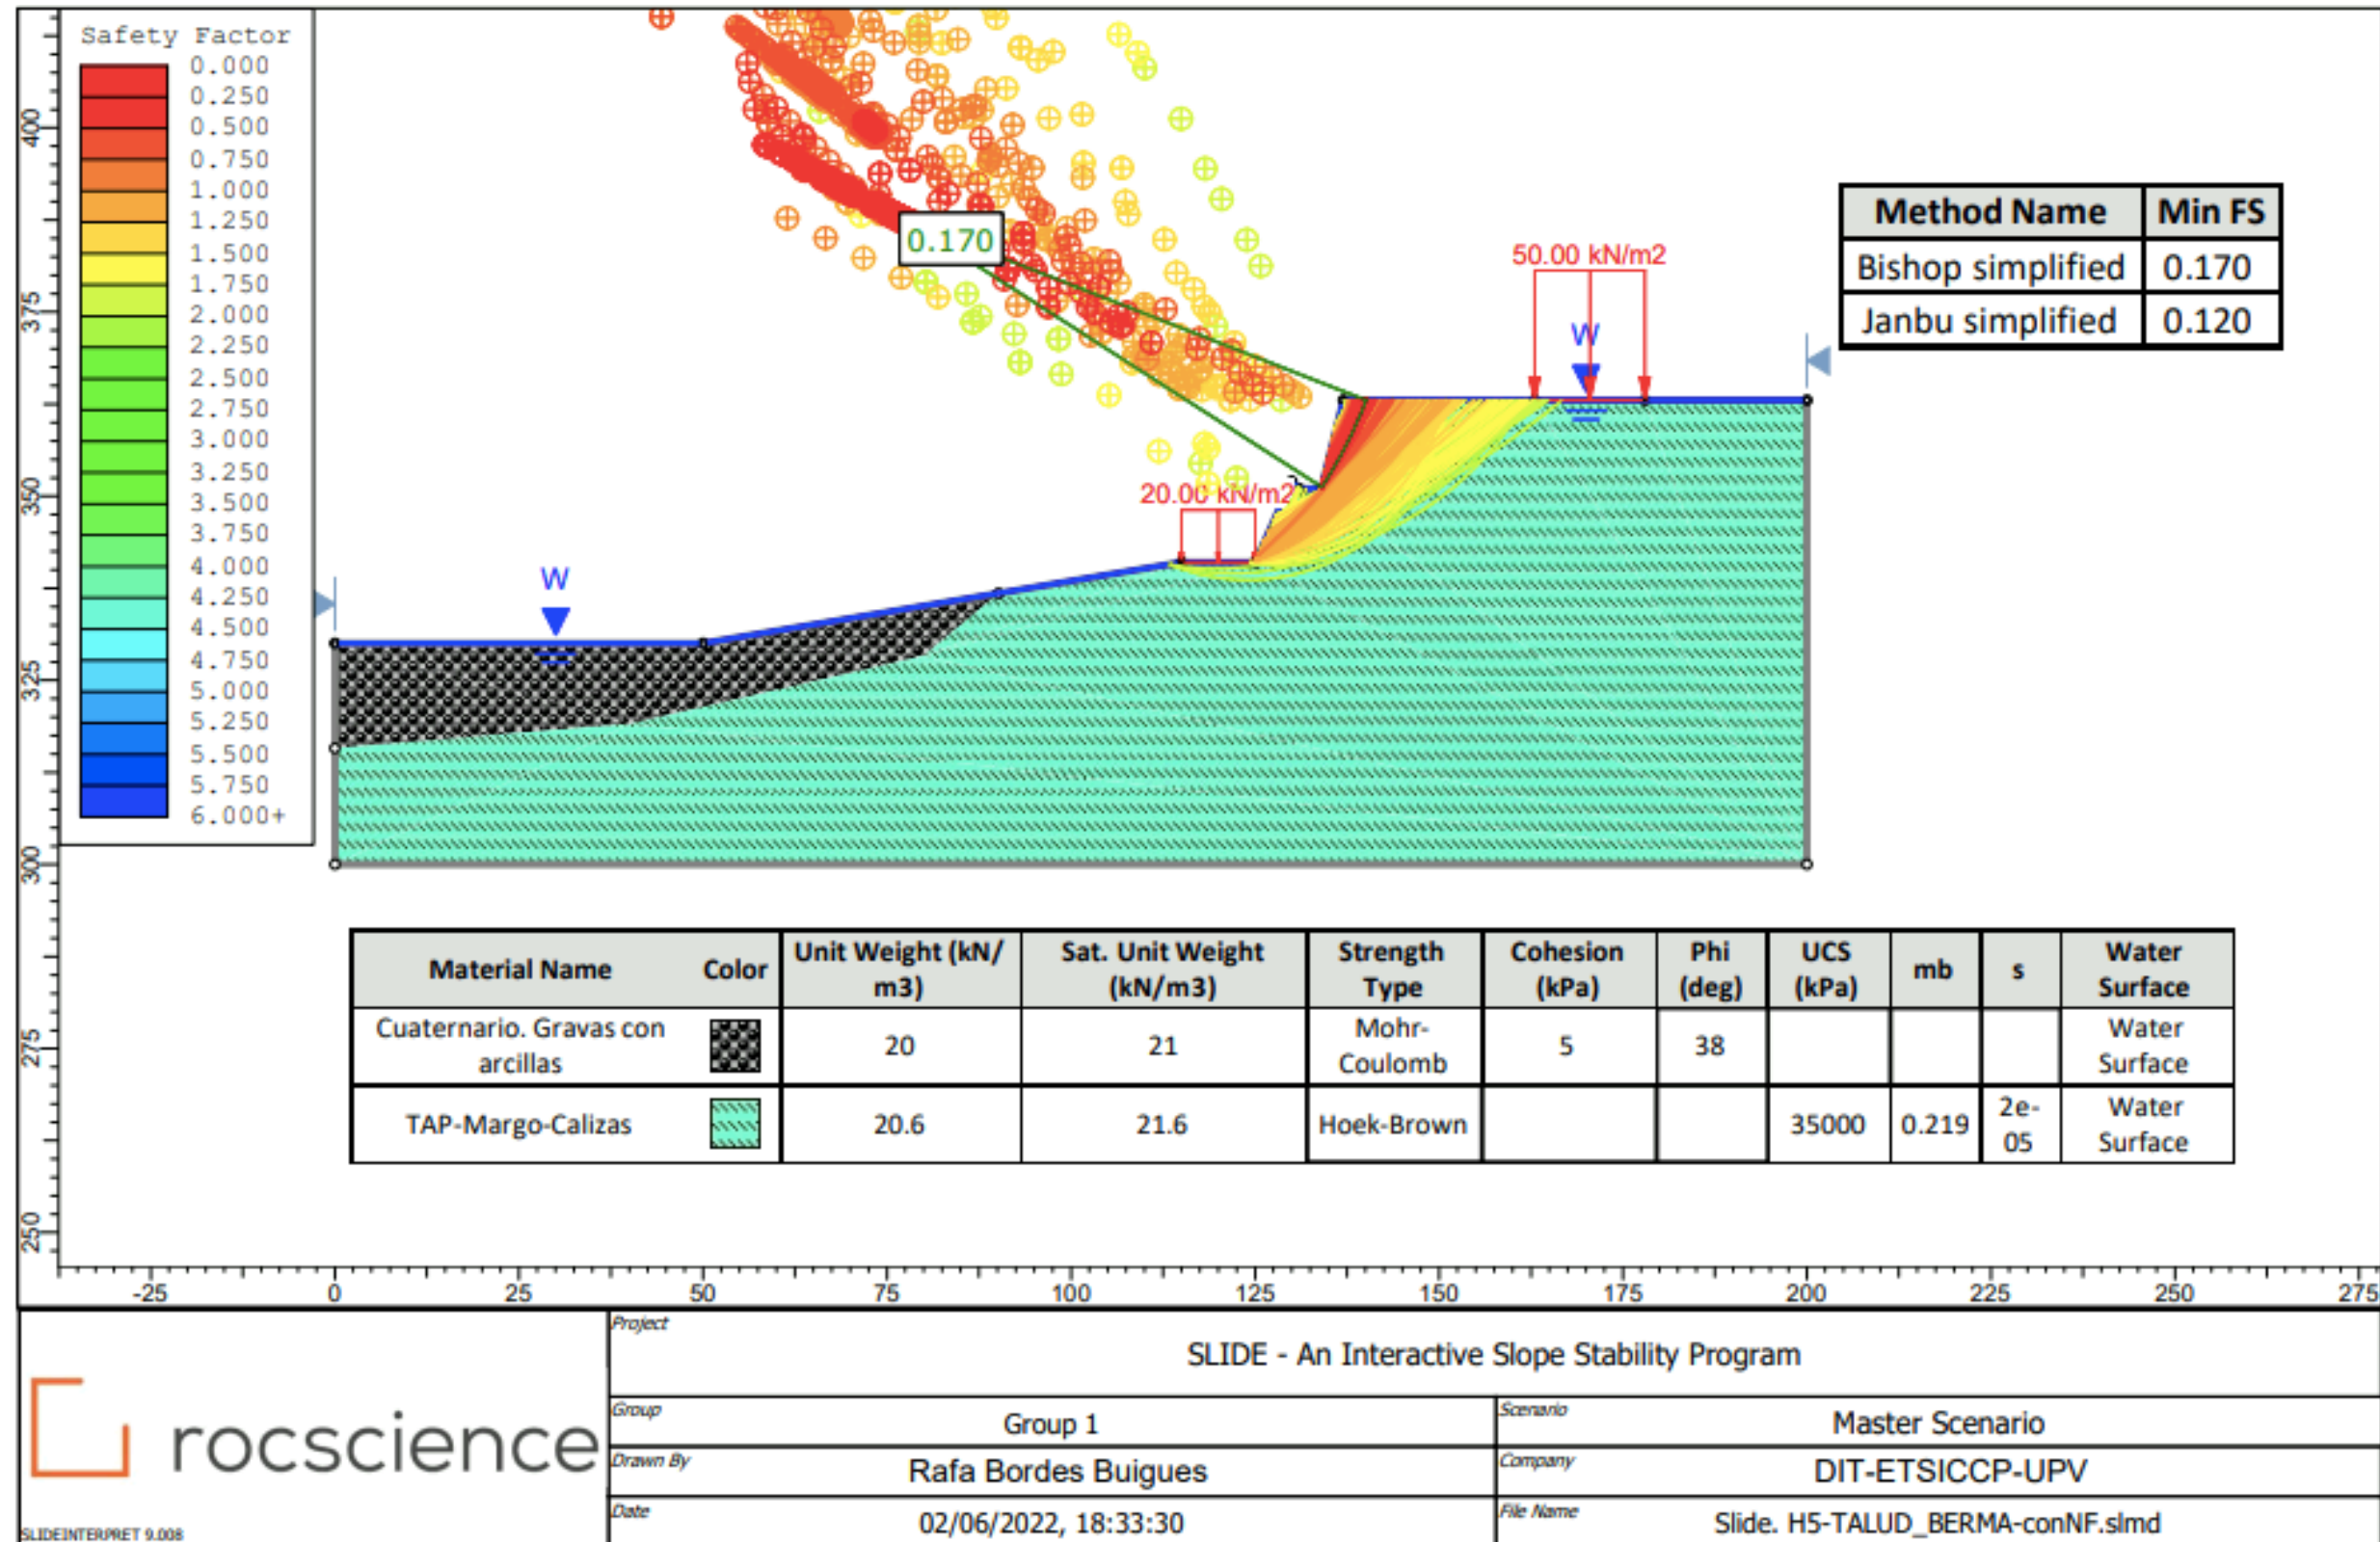 Safety Factor
0.000
0.250
0.500
0.750
1.000
1.250
1.500
1.750
2.000
2.250
2.500
2.750
3.000
3.250
3.500
3.750
4.000
4.250
4.500
4.750
5.000
5.250
5.500
5.750
6.000+
400
375
350
325
300
275
250
0.170
50.00 kN/m2
W
20.00 kN/m2
W
Method Name Min FS
Bishop simplified 0.170
Janbu simplified 0.120
Material Name Color Unit Weight (kN/ Sat. Unit Weight Strength Cohesion Phi UCS mb s Water
m3) (kN/m3) Type (kPa) (deg) (kPa) Surface
Cuaternario. Gravas con 20 21 Mohr- 5 38 Water
arcillas Coulomb Surface
TAP-Margo-Calizas 20.6 21.6 Hoek-Brown 35000 0.219 2e- Water
05 Surface
-25 0 25 50 75 100 125 150 175 200 225 250 275
rocscience
SLIDEINTERPRET 9.008
Project
SLIDE - An Interactive Slope Stability Program
Group Group 1 Scenario Master Scenario
Drawn By Rafa Bordes Buigues Company DIT-ETSICCP-UPV
Date 02/06/2022, 18:33:30 File Name Slide. H5-TALUD_BERMA-conNF.slmd